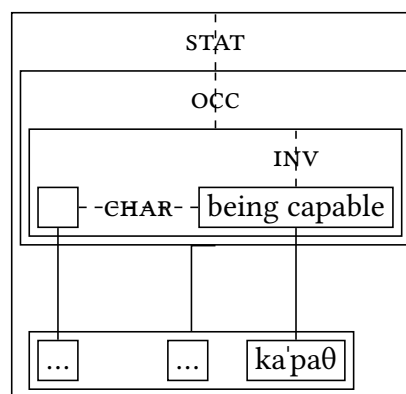 STAT
OCC
INV
CHAR being capable
... ... kaˈpaθ